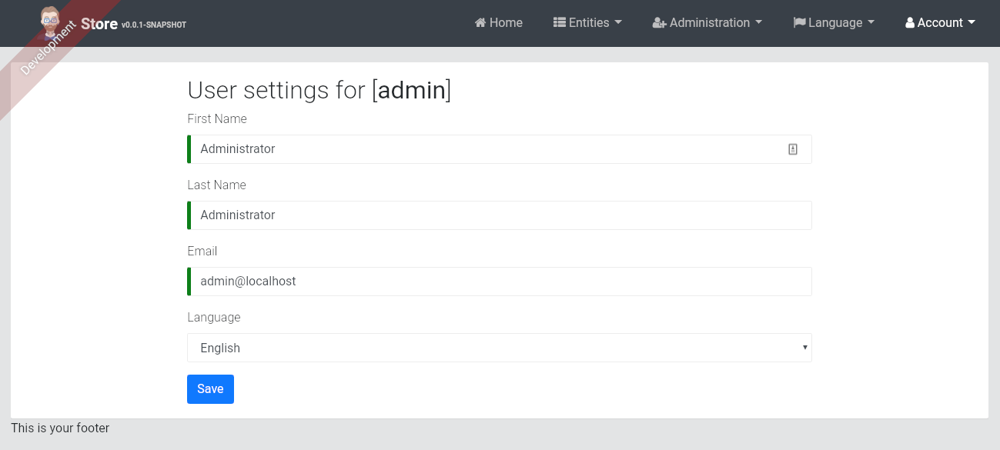 Store v0.0.1-SNAPSHOT Home Entities Administration Language Account
Development
User settings for [admin]
First Name
Administrator
Last Name
Administrator
Email
admin@localhost
Language
English
Save
This is your footer